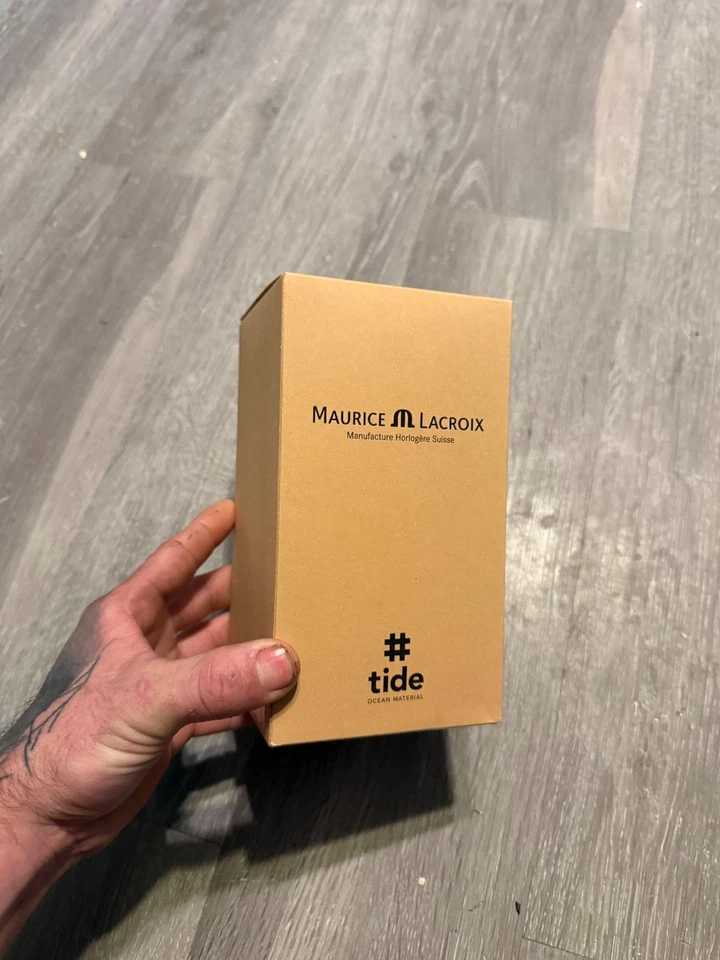 MAURICE LACROIX
Manufacture Horlogère Suisse
#
tide
OCEAN MATERIAL